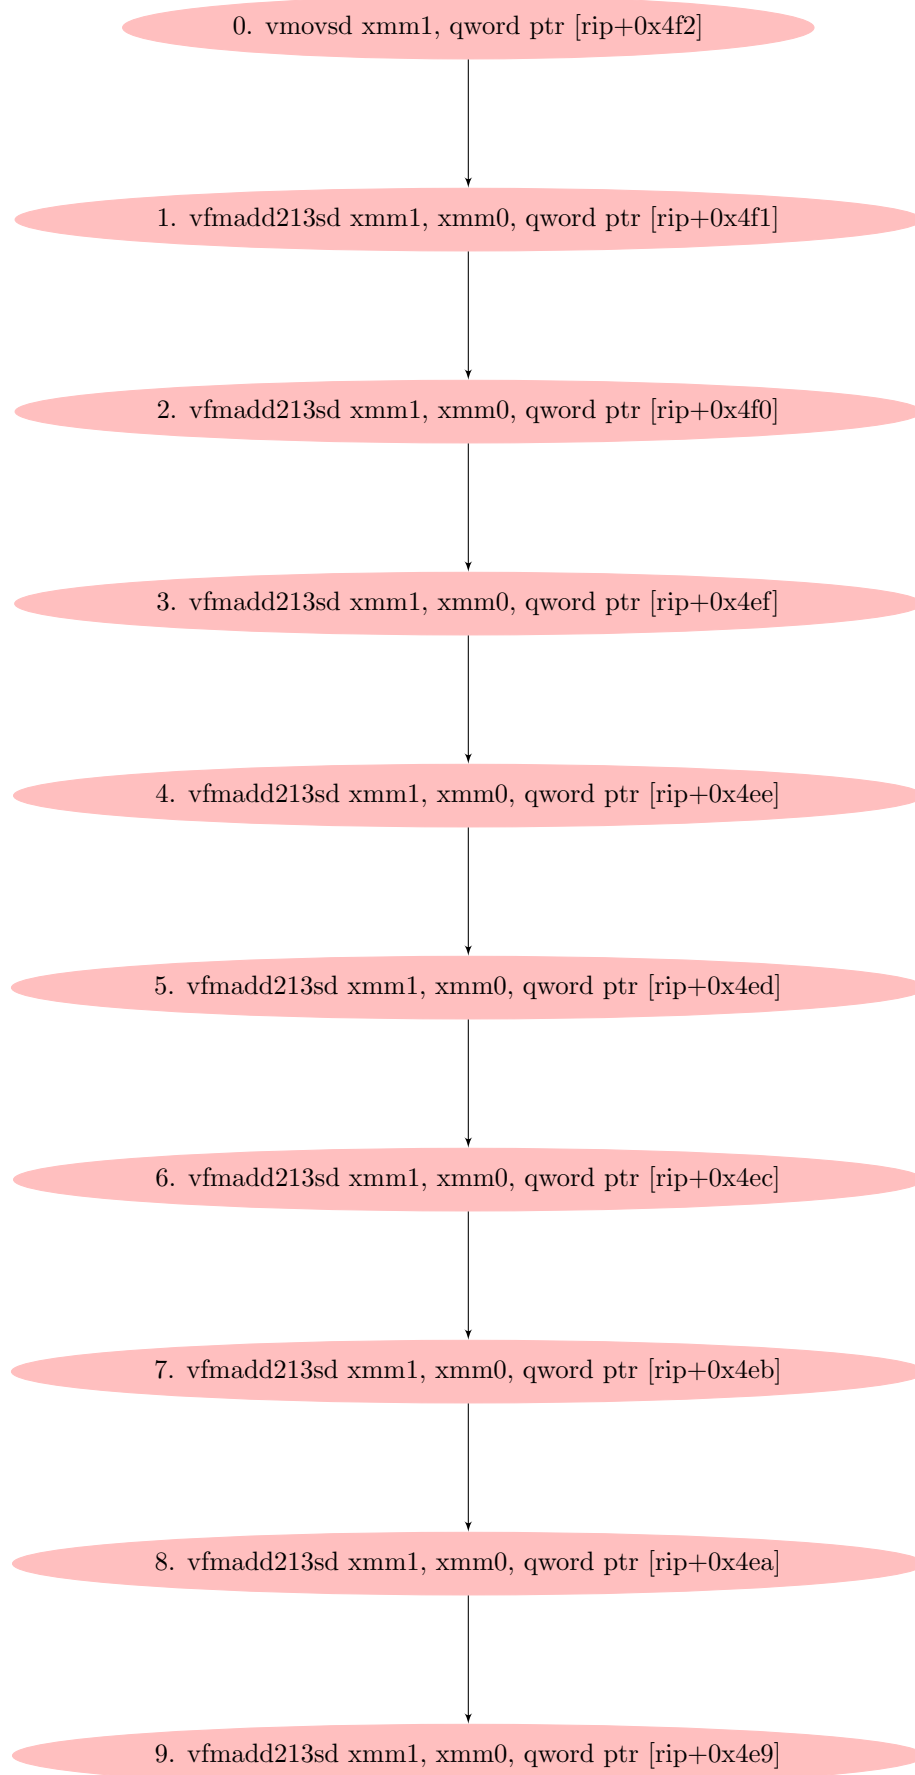 0. vmovsd xmm1, qword ptr [rip+0x4f2]
1. vfmadd213sd xmm1, xmm0, qword ptr [rip+0x4f1]
2. vfmadd213sd xmm1, xmm0, qword ptr [rip+0x4f0]
3. vfmadd213sd xmm1, xmm0, qword ptr [rip+0x4ef]
4. vfmadd213sd xmm1, xmm0, qword ptr [rip+0x4ee]
5. vfmadd213sd xmm1, xmm0, qword ptr [rip+0x4ed]
6. vfmadd213sd xmm1, xmm0, qword ptr [rip+0x4ec]
7. vfmadd213sd xmm1, xmm0, qword ptr [rip+0x4eb]
8. vfmadd213sd xmm1, xmm0, qword ptr [rip+0x4ea]
9. vfmadd213sd xmm1, xmm0, qword ptr [rip+0x4e9]